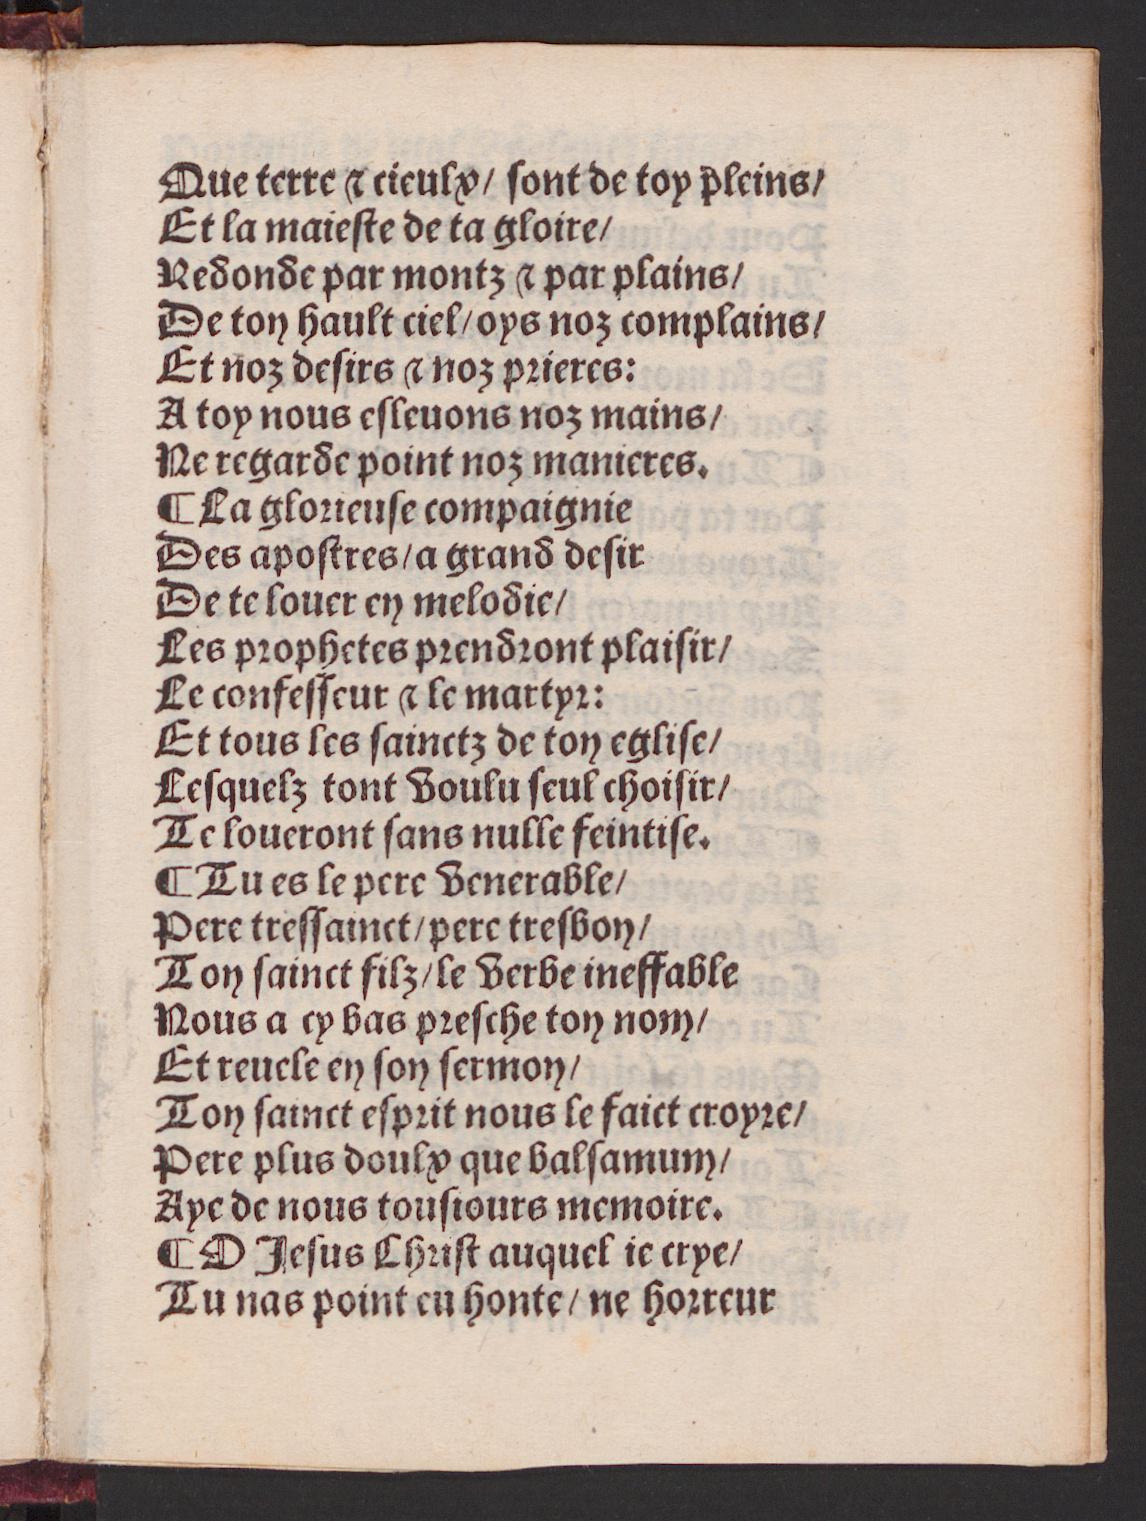 Que terre ⁊ cieulx/ sont de toy pleins/
Et la maieste de ta gloire/
Redonde par montz ⁊ par plains/
De ton hault ciel/oys noz complains/
Et noz desirs ⁊ noz prieres:
A toy nous esleuons noz mains/
Ne regarde point noz manieres.
¶ La glorieuse compaignie
Des apostres/a grand desir
De te louer en melodie/
Les prophetes prendront plaisir/
Le confesseur ⁊ le martyr:
Et tous les sainctz de ton eglise/
Lesquelz tont voulu seul choisir/
Te loueront sans nulle feintise.
¶ Tu es le pere venerable/
Pere tressainct/pere tresbon/
Ton sainct filz/le verbe ineffable
Nous a cy bas presche ton nom/
Et reuele en son sermon/
Ton sainct esprit nous le faict croyre/
Pere plus doulx que balsamum/
Aye de nous tousiours memoire.
¶ O Jesus Christ auquel ie crye/
Tu nas point eu honte/ ne horreur